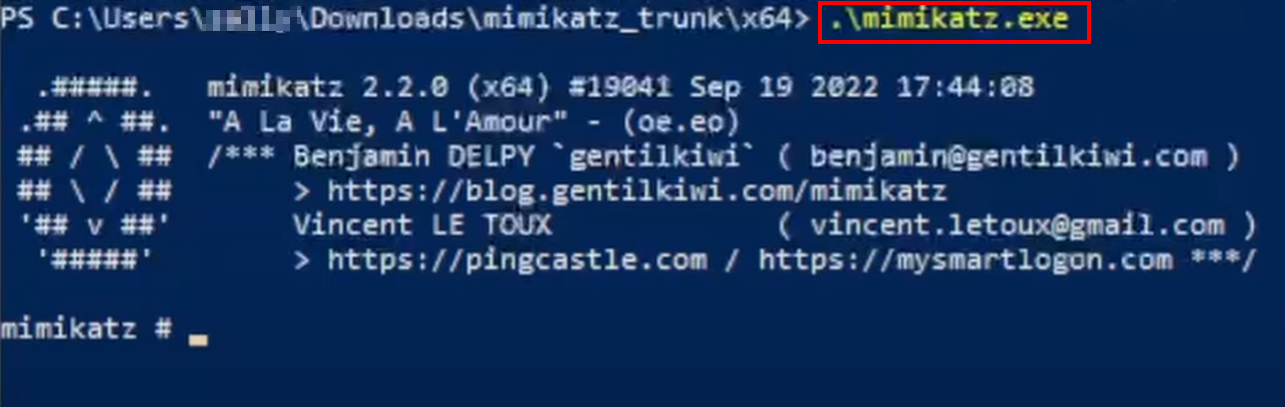 PS C:\Users\\Downloads\mimikatz_trunk\x64> .\mimikatz.exe
.#####. mimikatz 2.2.0 (x64) #19041 Sep 19 2022 17:44:08
.## ^ ##. "A La Vie, A L'Amour" - (oe.eo)
## / \ ## /*** Benjamin DELPY `gentilkiwi` ( benjamin@gentilkiwi.com )
## \ / ## > https://blog.gentilkiwi.com/mimikatz
'## v ##' Vincent LE TOUX ( vincent.letoux@gmail.com )
'#####' > https://pingcastle.com / https://mysmartlogon.com ***/
mimikatz # _